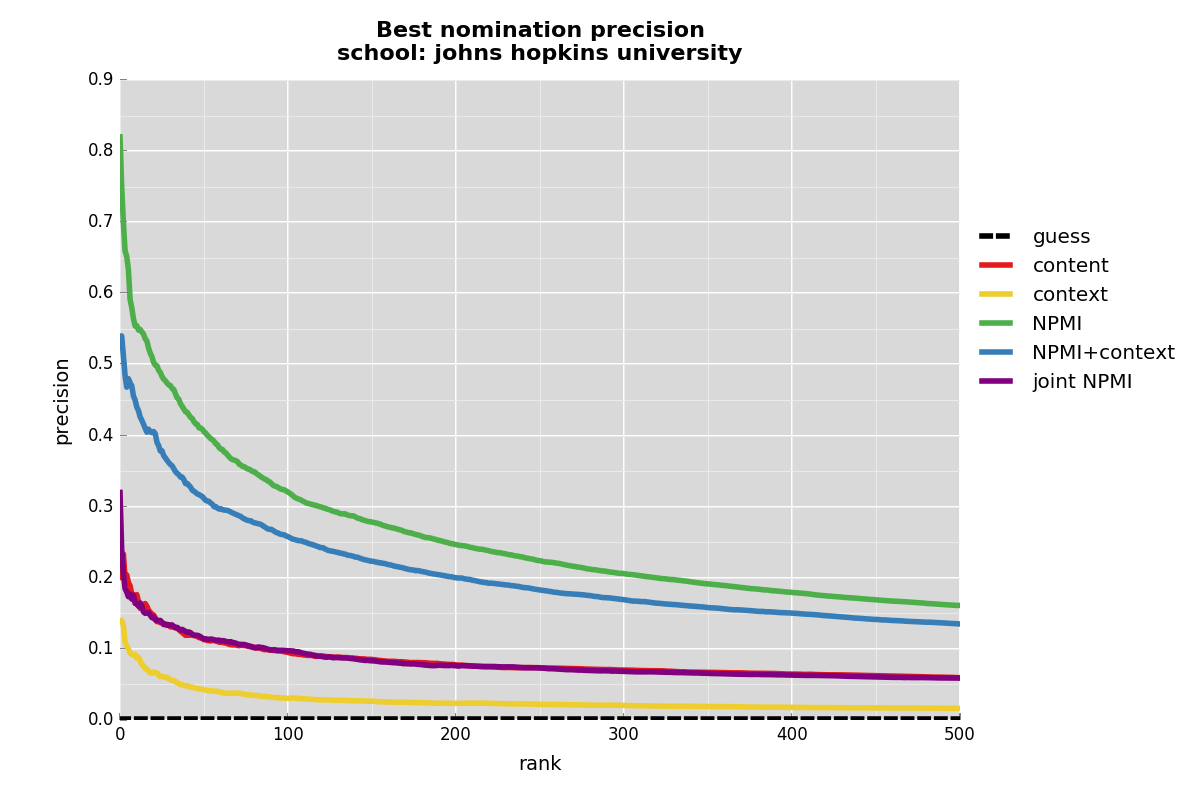 Best nomination precision
school: johns hopkins university
0.9
0.8
0.7
0.6
0.5
0.4
0.3
0.2
0.1
0.0
precision
0 100 200 300 400 500
rank
guess
content
context
NPMI
NPMI+context
joint NPMI